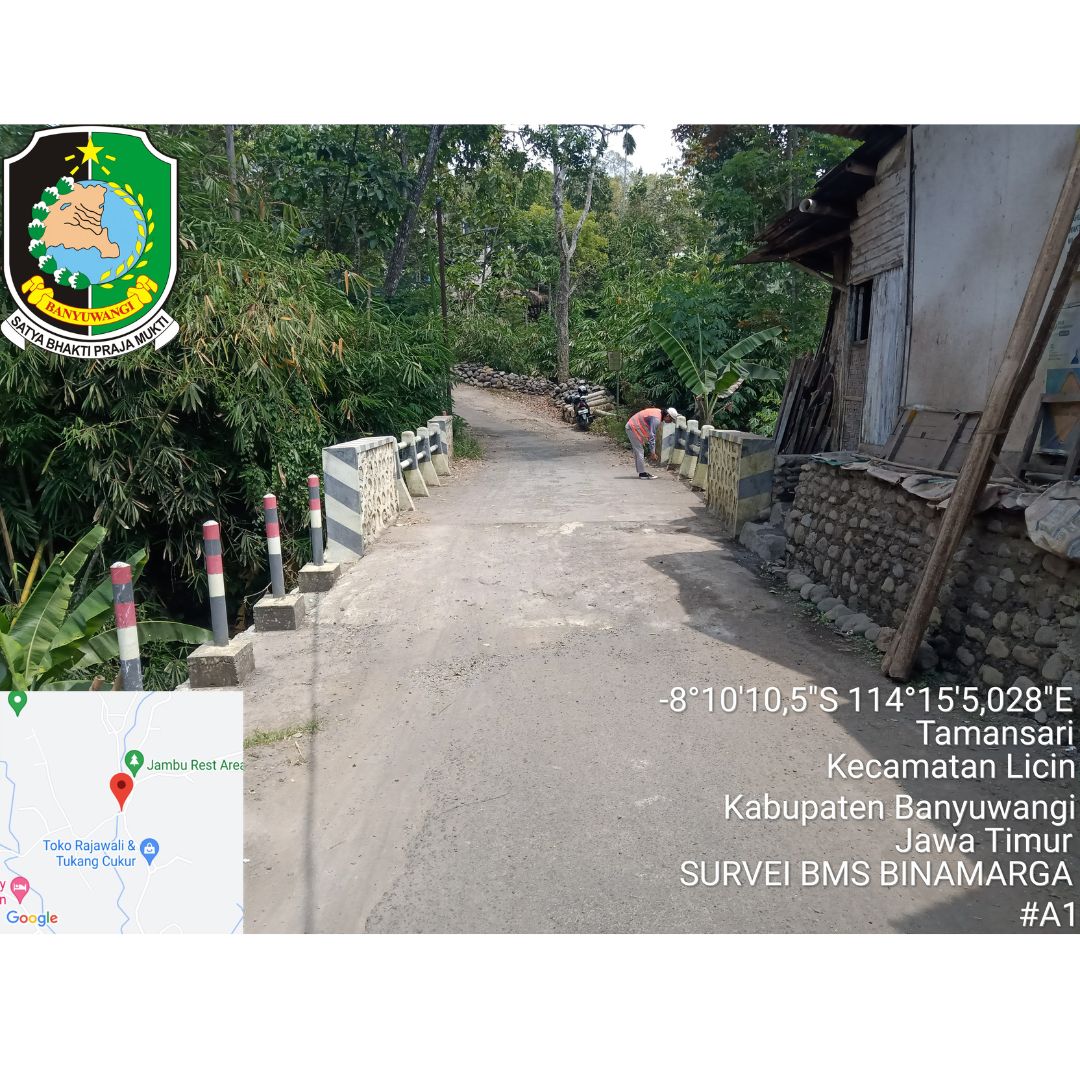 BANYUWANGI
SATYA BHAKTI PRAJA MUKTI
Jambu Rest Area
Toko Rajawali &
Tukang Cukur
y
n
Google
-8°10'10,5"S 114°15'5,028"E
Tamansari
Kecamatan Licin
Kabupaten Banyuwangi
Jawa Timur
SURVEI BMS BINAMARGA
#A1